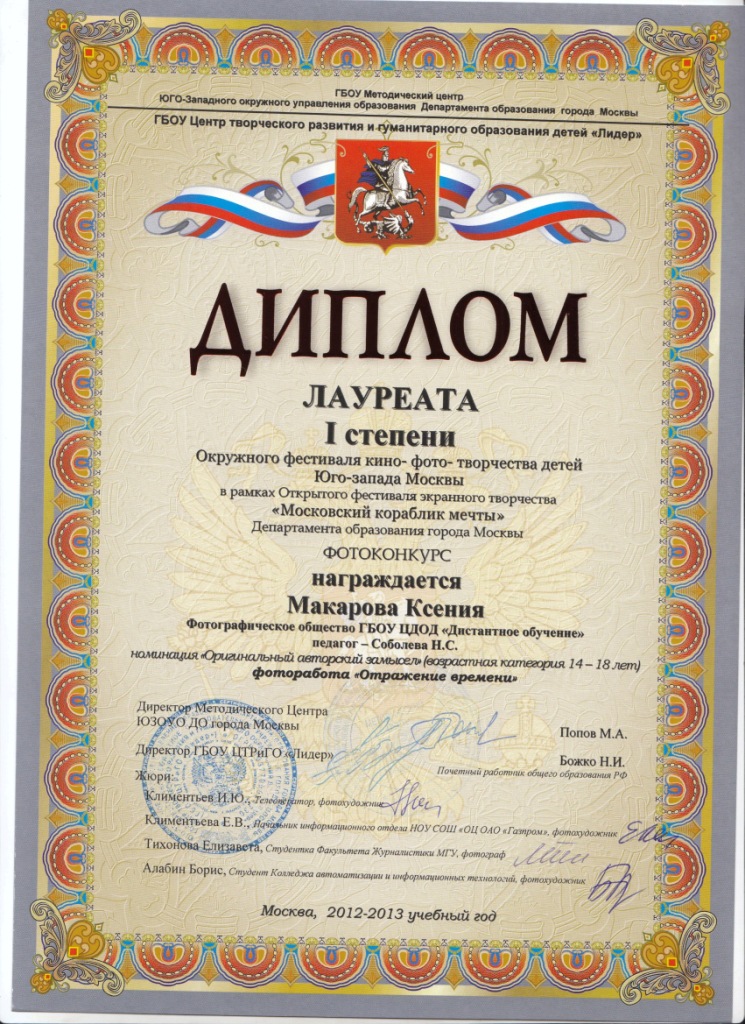 ГБОУ Методический центр
ЮГО-Западного окружного управления образования Департамента образования города Москвы
ГБОУ Центр творческого развития и гуманитарного образования детей «Лидер»
ДИПЛОМ
ЛАУРЕАТА
I степени
Окружного фестиваля кино- фото- творчества детей
Юго-запада Москвы
в рамках Открытого фестиваля экранного творчества
«Московский кораблик мечты»
Департамента образования города Москвы
ФОТОКОНКУРС
награждается
Макарова Ксения
Фотографическое общество ГБОУ ЦДОД «Дистантное обучение»
педагог – Соболева Н.С.
номинация «Оригинальный авторский замысел» (возрастная категория 14 – 18 лет)
фоторабота «Отражение времени»
Директор Методического Центра
ЮЗОУО ДО города Москвы
Попов М.А.
Директор ГБОУ ЦТРиГО «Лидер»
Божко Н.И.
Почетный работник общего образования РФ
Жюри:
Климентьев И.Ю., Телеоператор, фотохудожник
Климентьева Е.В., Начальник информационного отдела НОУ СОШ «ОЦ ОАО «Газпром», фотохудожник
Тихонова Елизавета, Студентка Факультета Журналистики МГУ, фотограф
Алабин Борис, Студент Колледжа автоматизации и информационных технологий, фотохудожник
Москва, 2012-2013 учебный год